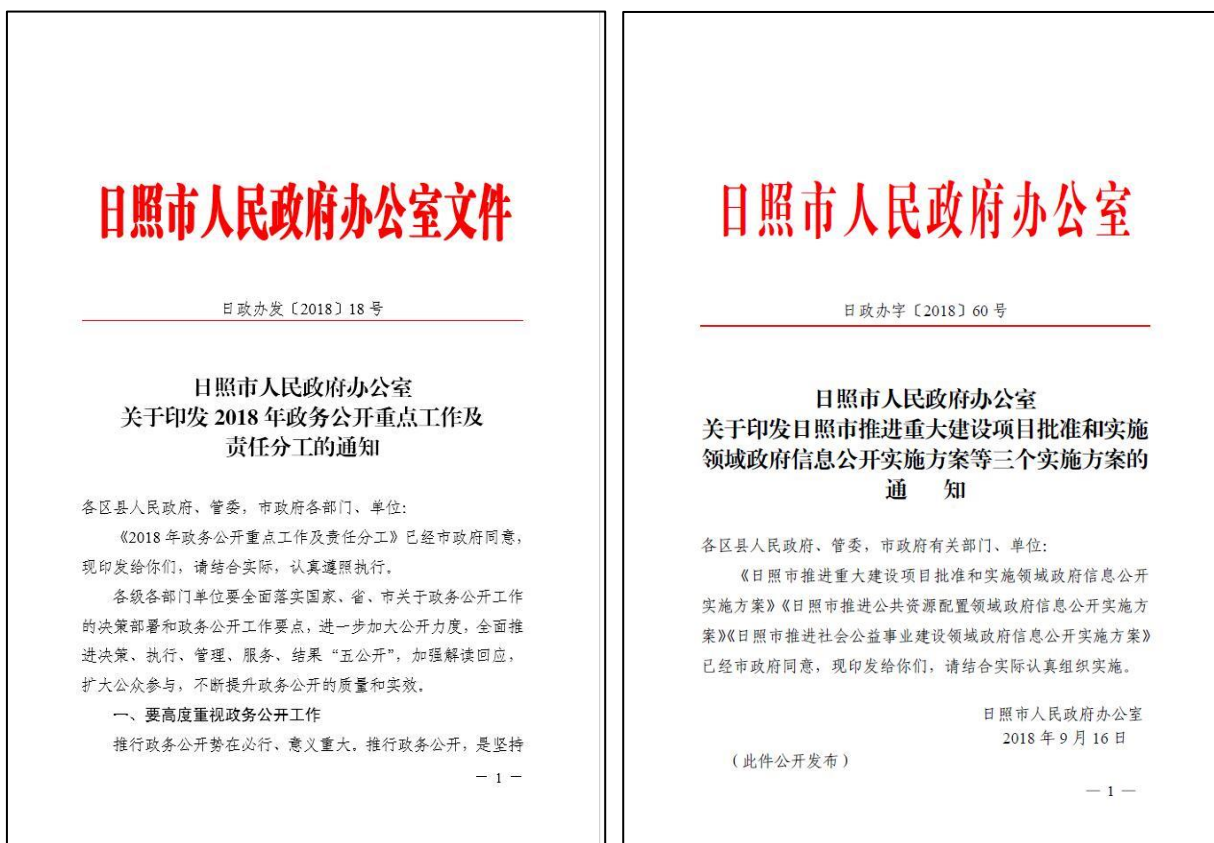 日照市人民政府办公室文件
日政办发〔2018〕18 号
日照市人民政府办公室
关于印发 2018 年政务公开重点工作及
责任分工的通知
各区县人民政府、管委，市政府各部门、单位：
《2018 年政务公开重点工作及责任分工》已经市政府同意，
现印发给你们，请结合实际，认真遵照执行。
各级各部门单位要全面落实国家、省、市关于政务公开工作
的决策部署和政务公开工作要点，进一步加大公开力度，全面推
进决策、执行、管理、服务、结果“五公开”，加强解读回应，
扩大公众参与，不断提升政务公开的质量和实效。
一、要高度重视政务公开工作
推行政务公开势在必行、意义重大。推行政务公开，是坚持
— 1 —
日照市人民政府办公室
日政办字〔2018〕60 号
日照市人民政府办公室
关于印发日照市推进重大建设项目批准和实施
领域政府信息公开实施方案等三个实施方案的
通 知
各区县人民政府、管委，市政府有关部门、单位：
《日照市推进重大建设项目批准和实施领域政府信息公开
实施方案》《日照市推进公共资源配置领域政府信息公开实施方
案》《日照市推进社会公益事业建设领域政府信息公开实施方案》
已经市政府同意，现印发给你们，请结合实际认真组织实施。
日照市人民政府办公室
2018 年 9 月 16 日
（此件公开发布）
— 1 —